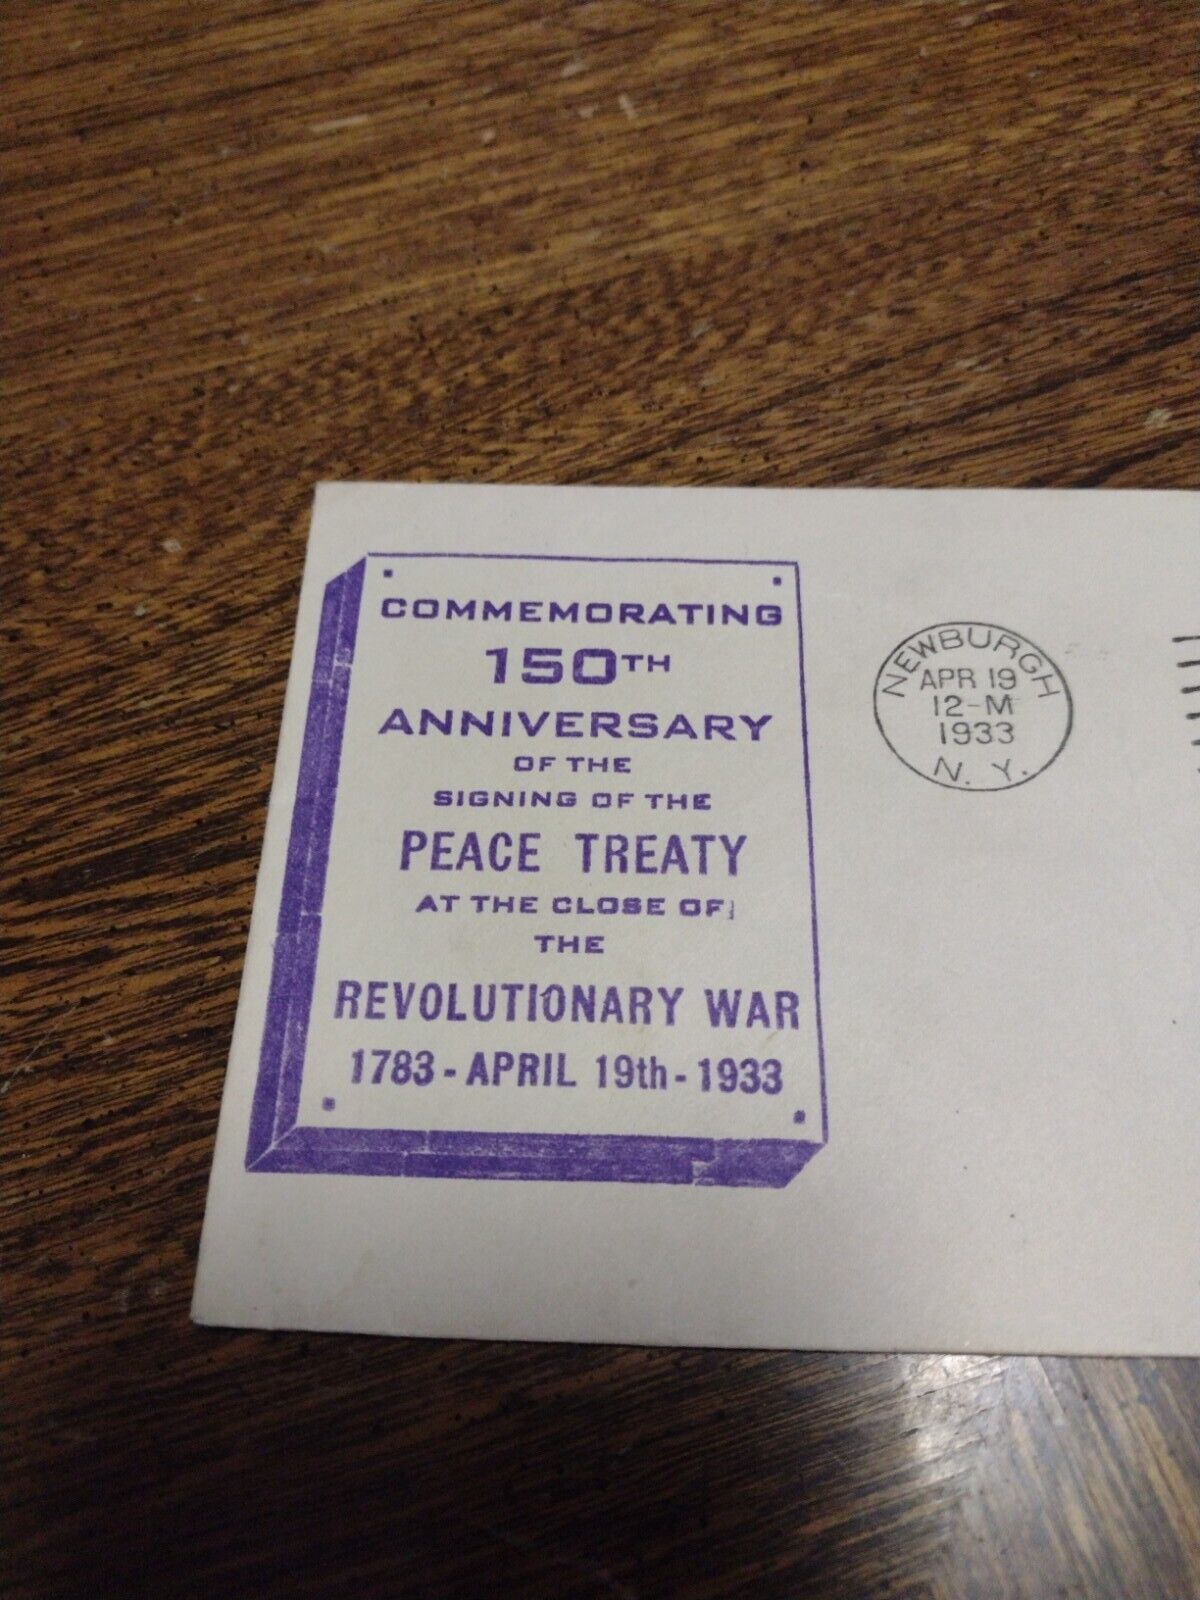 COMMEMORATING
150TH
ANNIVERSARY
OF THE
SIGNING OF THE
PEACE TREATY
AT THE CLOSE OF
THE
REVOLUTIONARY WAR
1783 - APRIL 19th - 1933
NEWBURGH
APR 19
12-M
1933
N. Y.